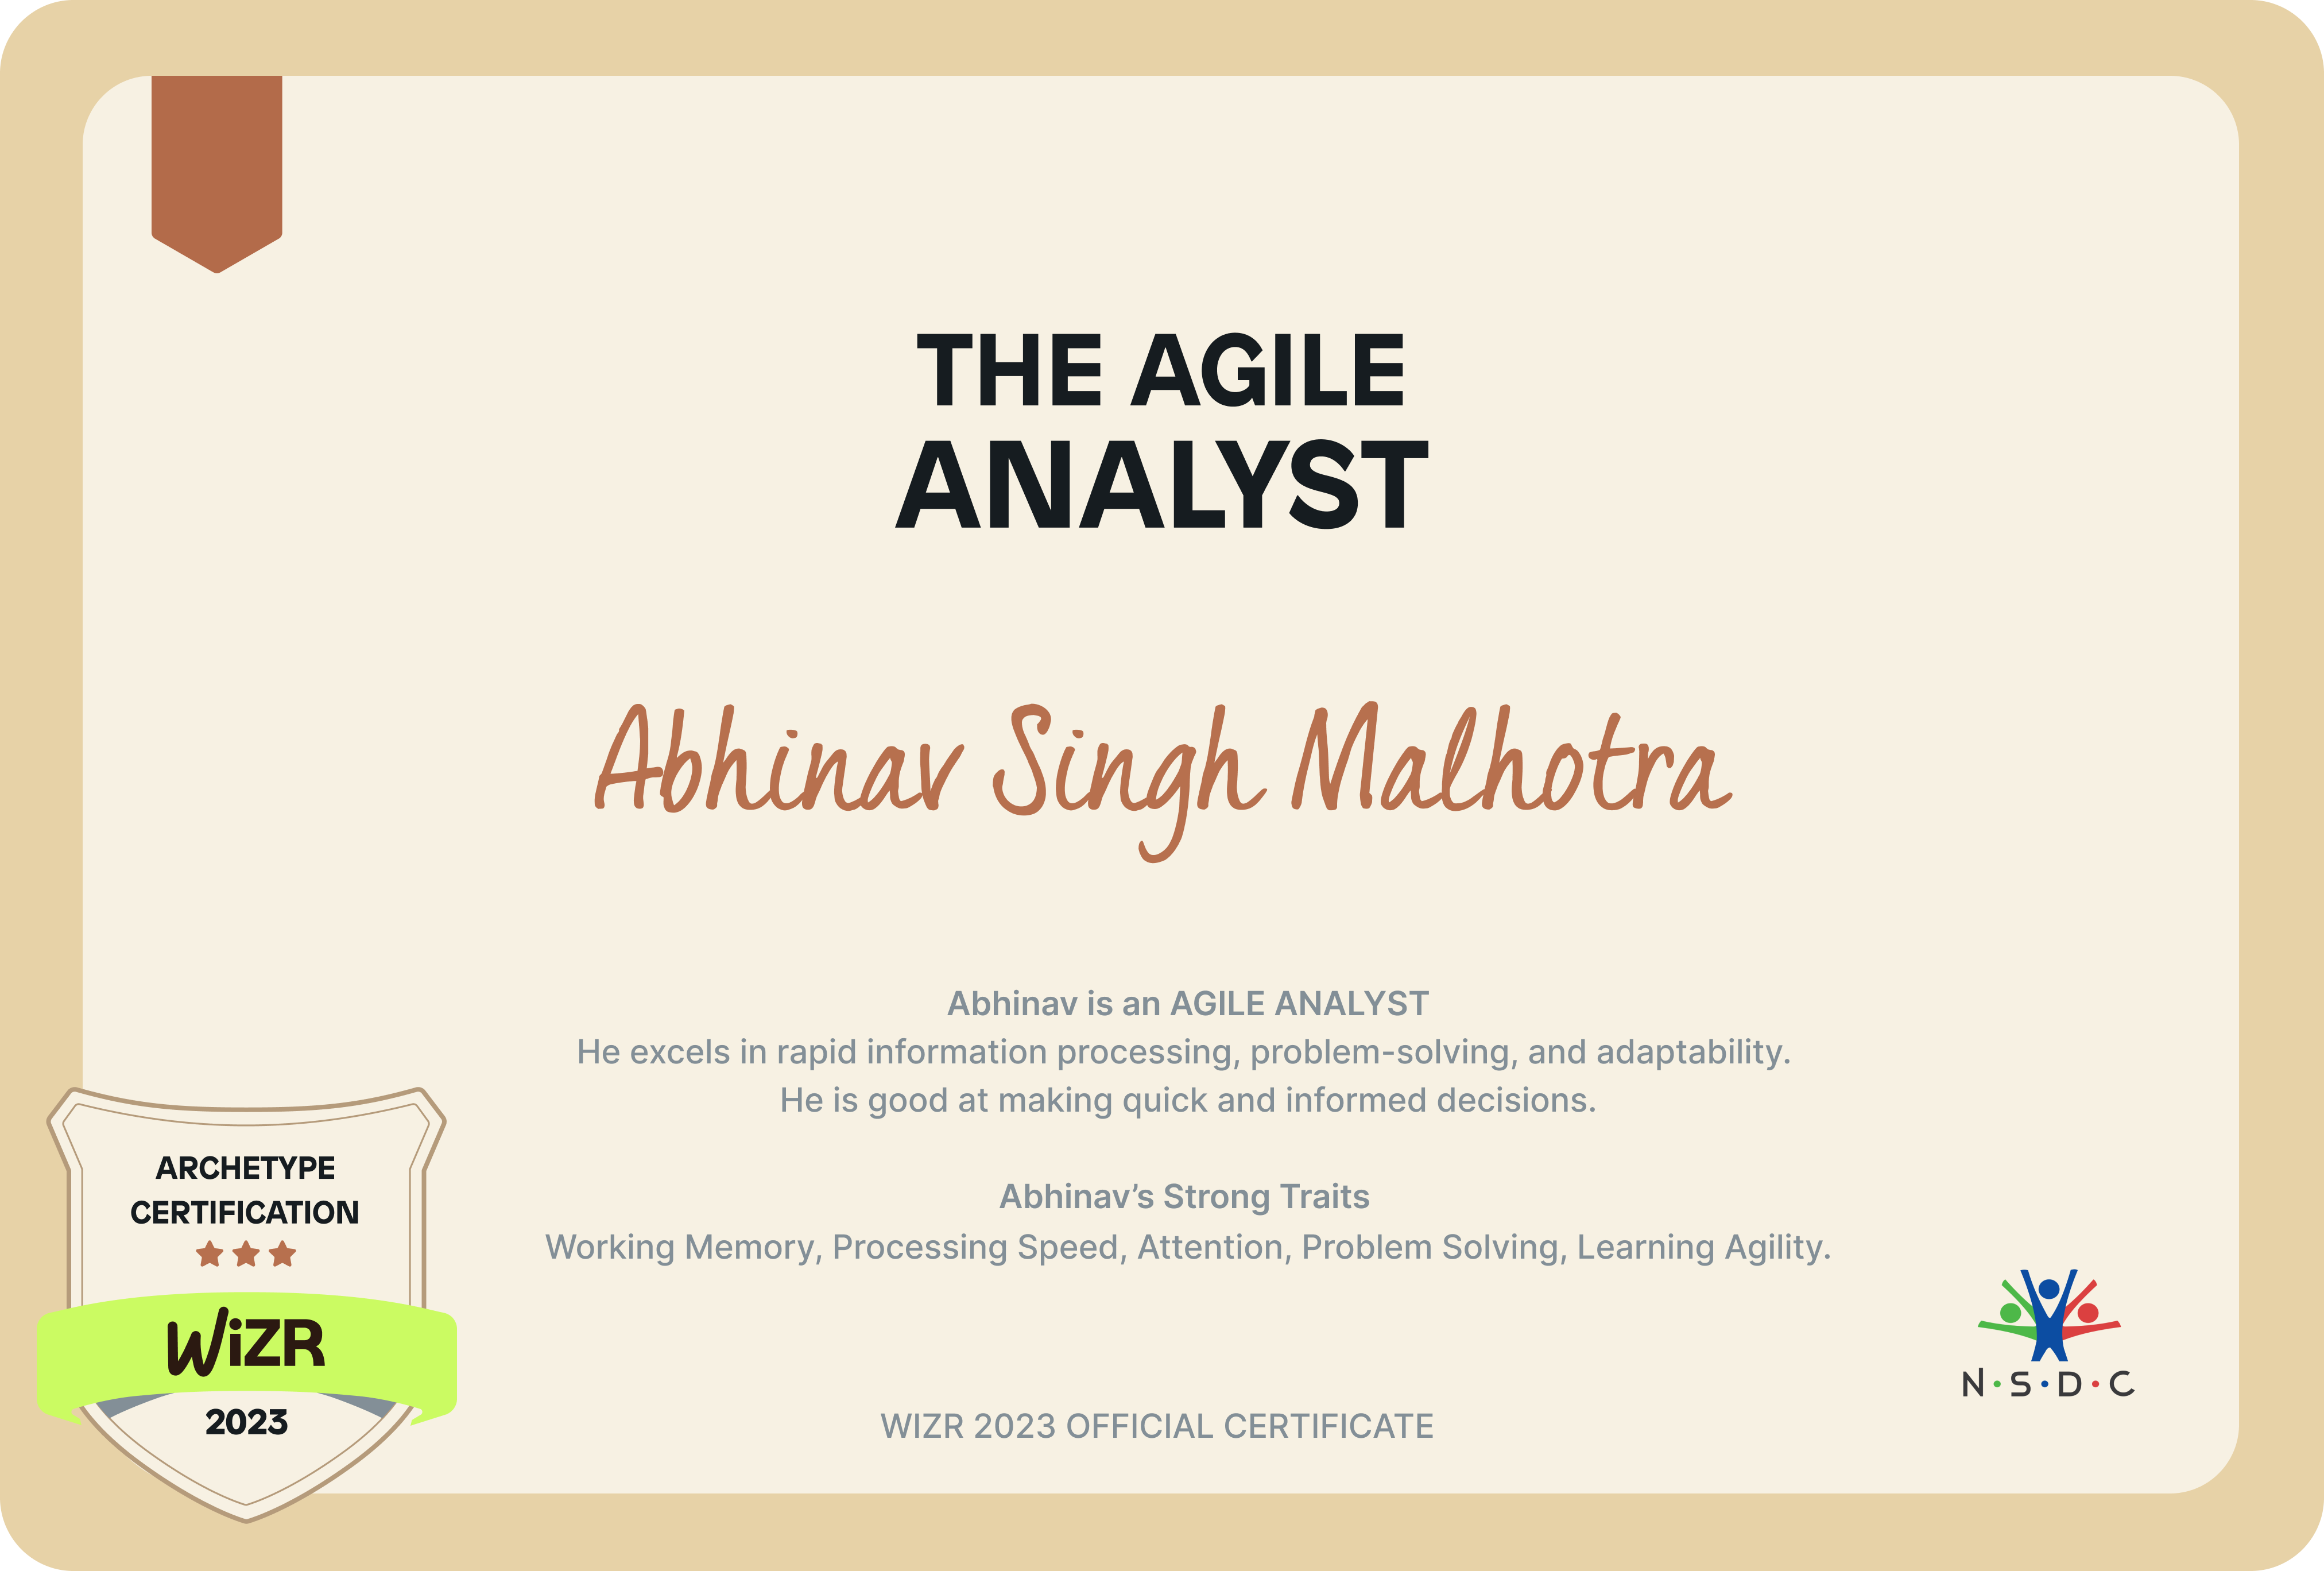 THE AGILE
ANALYST
Abhinav Singh Malhotra
Abhinav is an AGILE ANALYST
He excels in rapid information processing, problem-solving, and adaptability.
He is good at making quick and informed decisions.
Abhinav’s Strong Traits
Working Memory, Processing Speed, Attention, Problem Solving, Learning Agility.
ARCHETYPE
CERTIFICATION
WiZR
2023
N·S·D·C
WIZR 2023 OFFICIAL CERTIFICATE